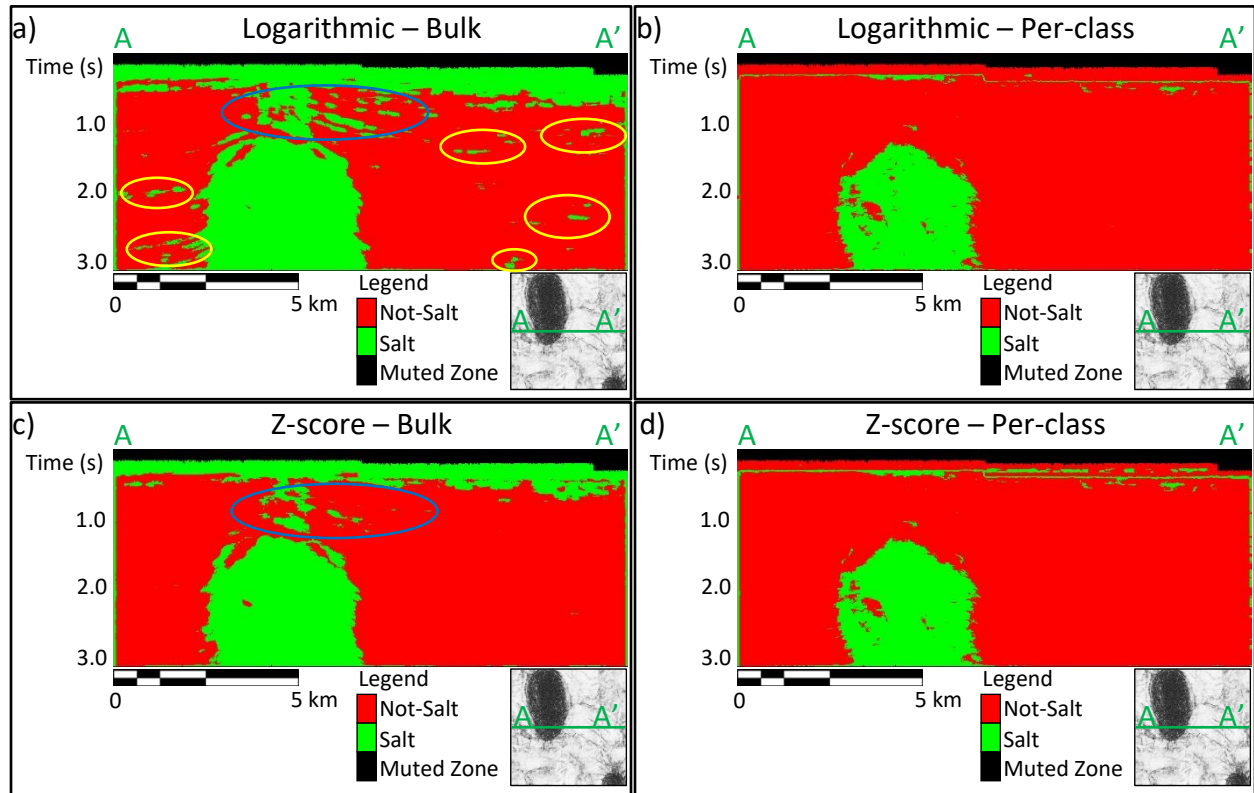 a) Logarithmic – Bulk
A A’
Time (s)
1.0
2.0
3.0
0 5 km
Legend
Not-Salt
Salt
Muted Zone
A A’
b) Logarithmic – Per-class
A A’
Time (s)
1.0
2.0
3.0
0 5 km
Legend
Not-Salt
Salt
Muted Zone
A A’
c) Z-score – Bulk
A A’
Time (s)
1.0
2.0
3.0
0 5 km
Legend
Not-Salt
Salt
Muted Zone
A A’
d) Z-score – Per-class
A A’
Time (s)
1.0
2.0
3.0
0 5 km
Legend
Not-Salt
Salt
Muted Zone
A A’